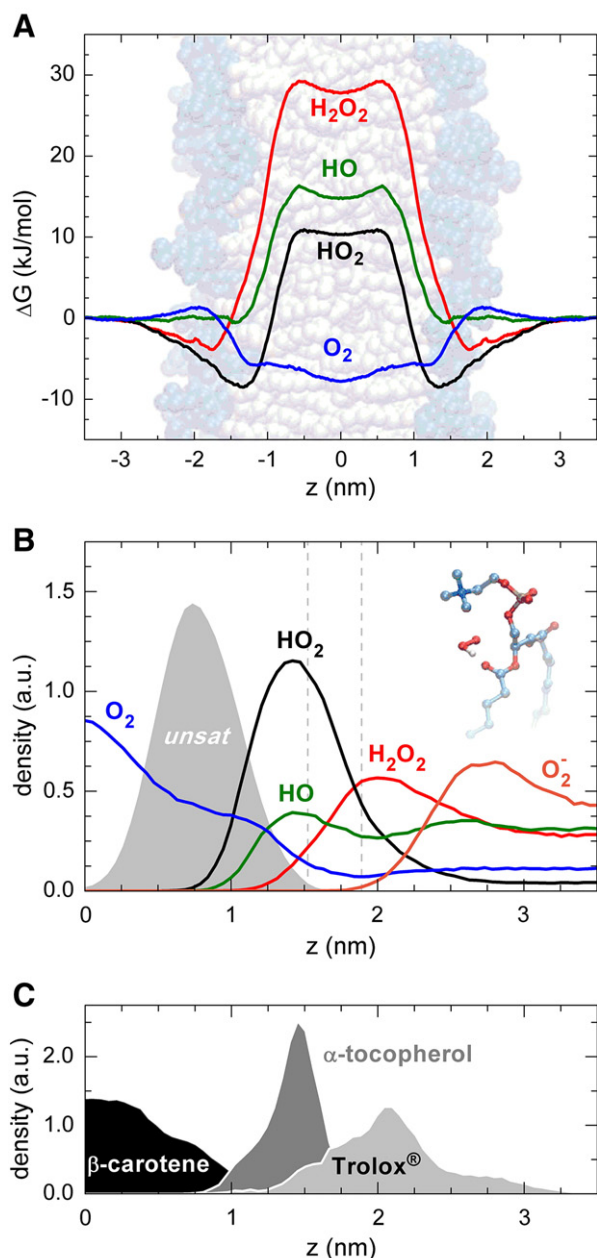 A
30
20
10
0
-10
ΔG (kJ/mol)
H₂O₂
HO
HO₂
O₂
-3 -2 -1 0 1 2 3
z (nm)
B
1.5
1.0
0.5
0.0
density (a.u.)
O₂
unsat
HO₂
HO
H₂O₂
O₂⁻
0 1 2 3
z (nm)
C
2.0
1.0
0.0
density (a.u.)
α-tocopherol
β-carotene
Trolox®
0 1 2 3
z (nm)